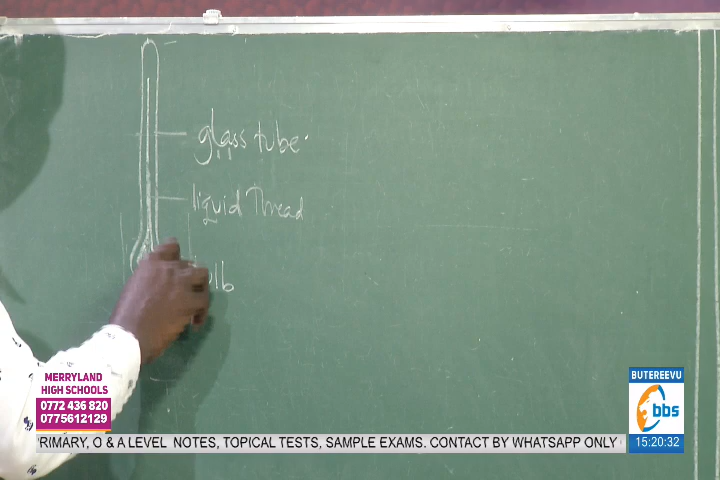 glass tube
liquid Thread
MERRYLAND
HIGH SCHOOLS
0772 436 820
0775612129
BUTEREEVU
bbs
15:20:32
RIMARY, O & A LEVEL NOTES, TOPICAL TESTS, SAMPLE EXAMS. CONTACT BY WHATSAPP ONLY